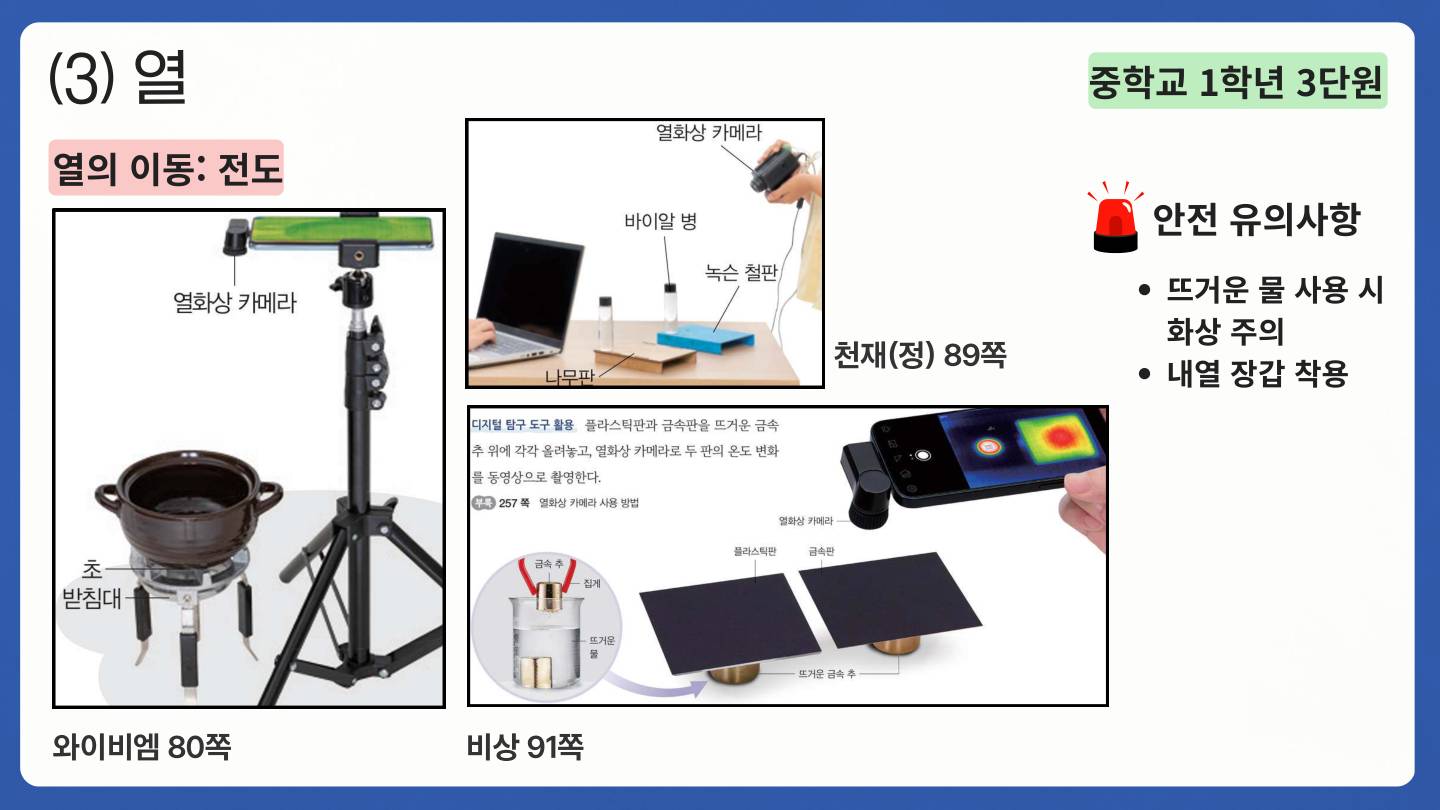 (3) 열
중학교 1학년 3단원
열의 이동: 전도
열화상 카메라
초
받침대
와이비엠 80쪽
열화상 카메라
바이알 병
녹슨 철판
나무판
천재(정) 89쪽
디지털 탐구 도구 활용 플라스틱판과 금속판을 뜨거운 금속
추 위에 각각 올려놓고, 열화상 카메라로 두 판의 온도 변화
를 동영상으로 촬영한다.
부록 257 쪽 열화상 카메라 사용 방법
열화상 카메라
플라스틱판
금속판
금속 추
집게
뜨거운
물
뜨거운 금속 추
비상 91쪽
안전 유의사항
• 뜨거운 물 사용 시
화상 주의
• 내열 장갑 착용